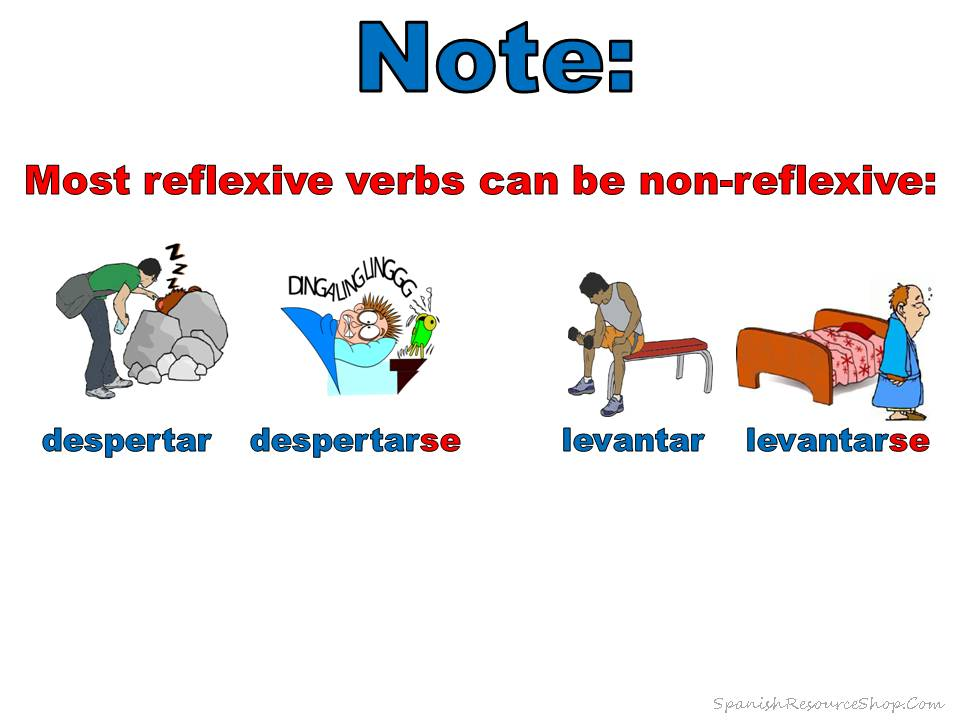 Note:
Most reflexive verbs can be non-reflexive:
Z Z Z Z
DINGALINGLINGGG
despertar despertarse levantar levantarse
SpanishResourceShop.Com